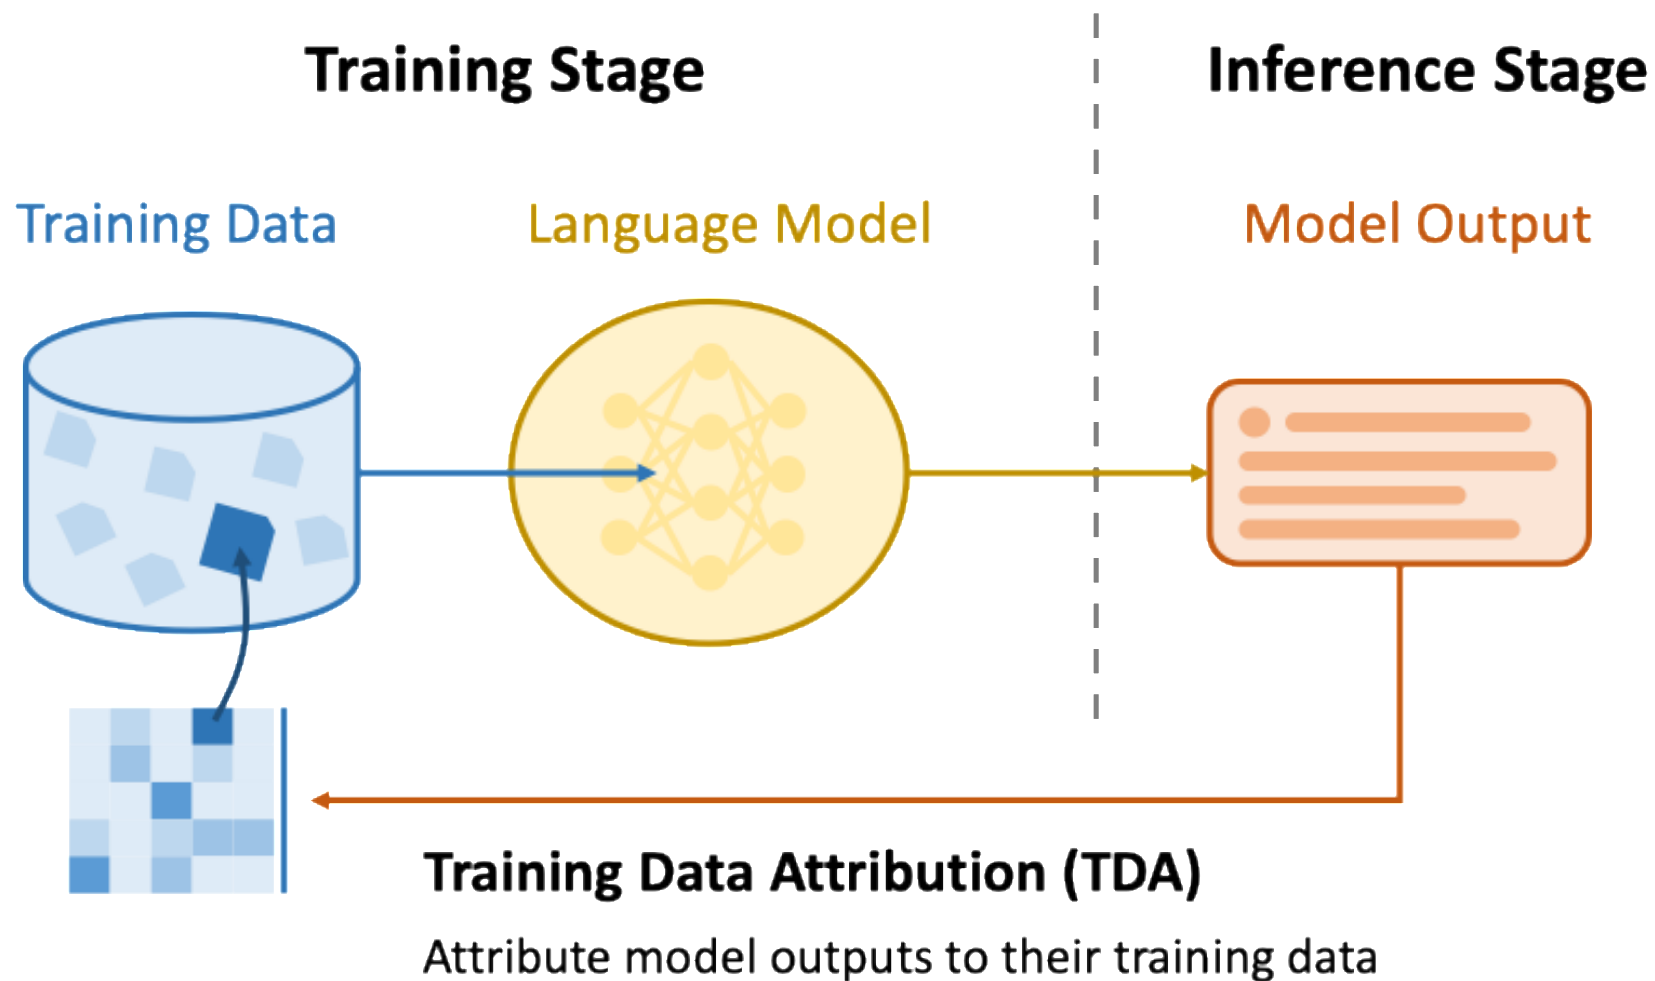 Training Stage
Inference Stage
Training Data
Language Model
Model Output
Training Data Attribution (TDA)
Attribute model outputs to their training data